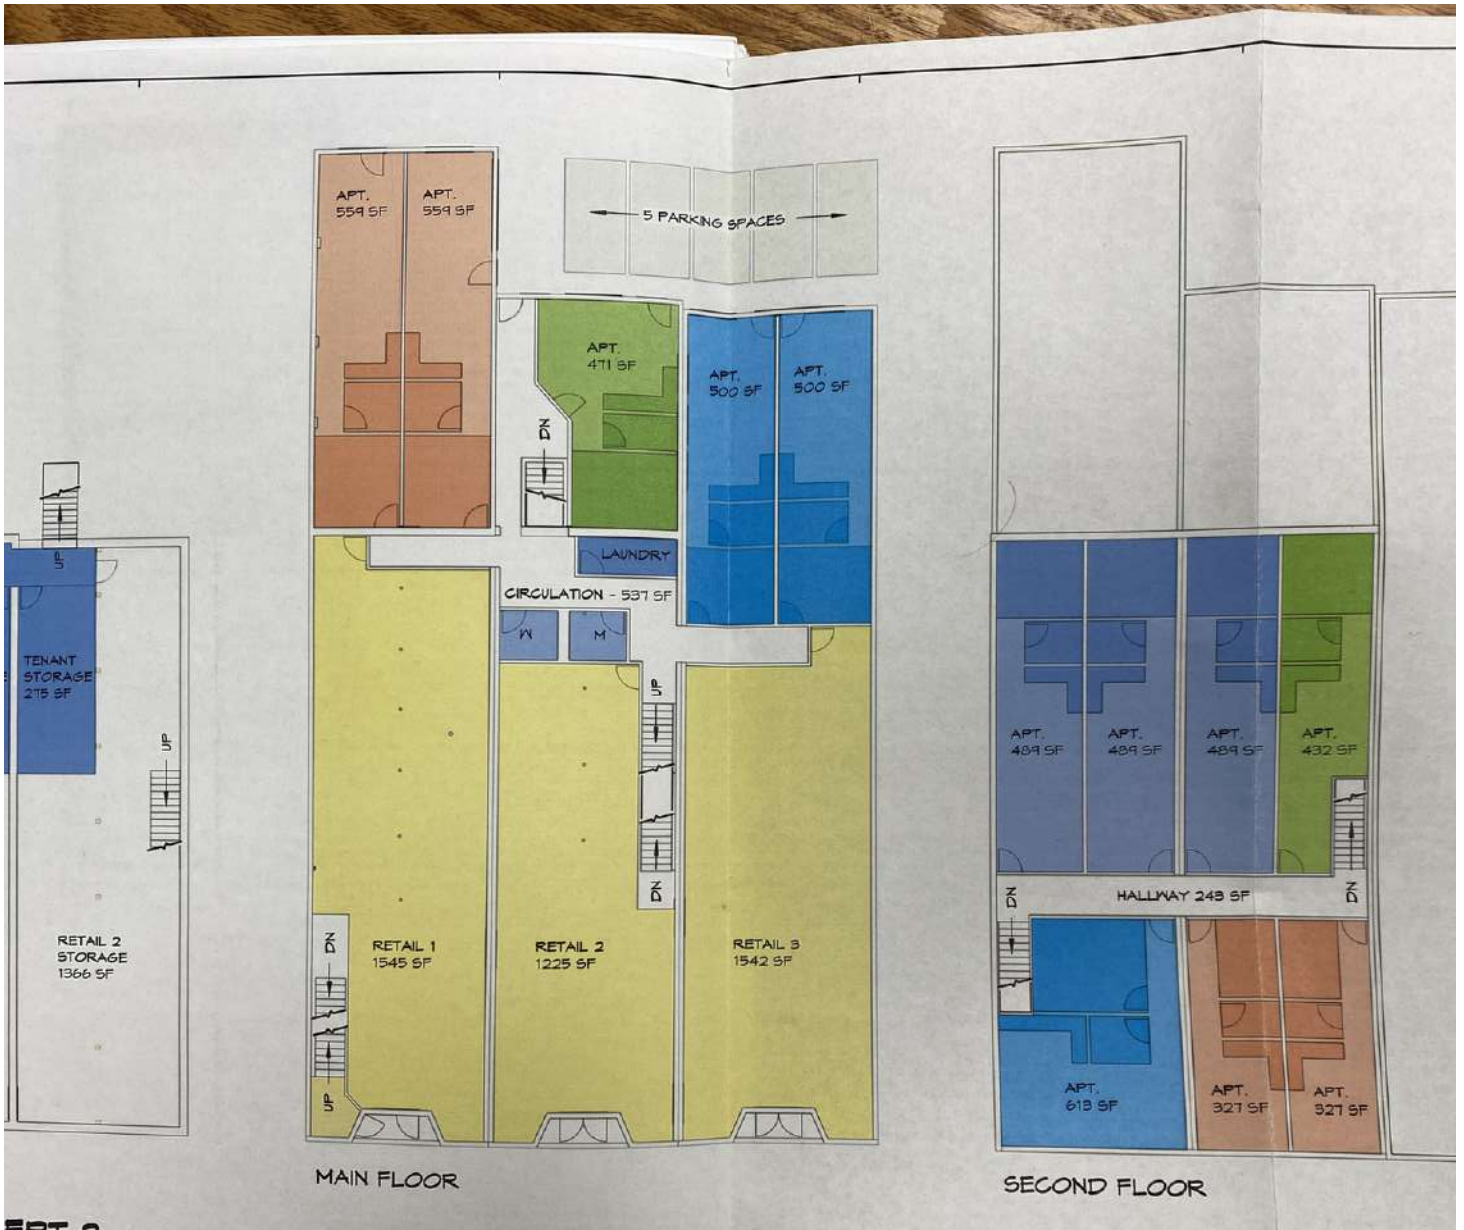 APT.
559 SF
APT.
559 SF
5 PARKING SPACES
APT.
471 SF
APT.
500 SF
APT.
500 SF
DN
UP
LAUNDRY
CIRCULATION - 537 SF
W
M
TENANT
STORAGE
275 SF
UP
UP
DN
RETAIL 2
STORAGE
1366 SF
DN
UP
RETAIL 1
1545 SF
RETAIL 2
1225 SF
RETAIL 3
1542 SF
APT.
489 SF
APT.
489 SF
APT.
489 SF
APT.
432 SF
DN
HALLWAY 243 SF
DN
APT.
613 SF
APT.
327 SF
APT.
327 SF
MAIN FLOOR
SECOND FLOOR